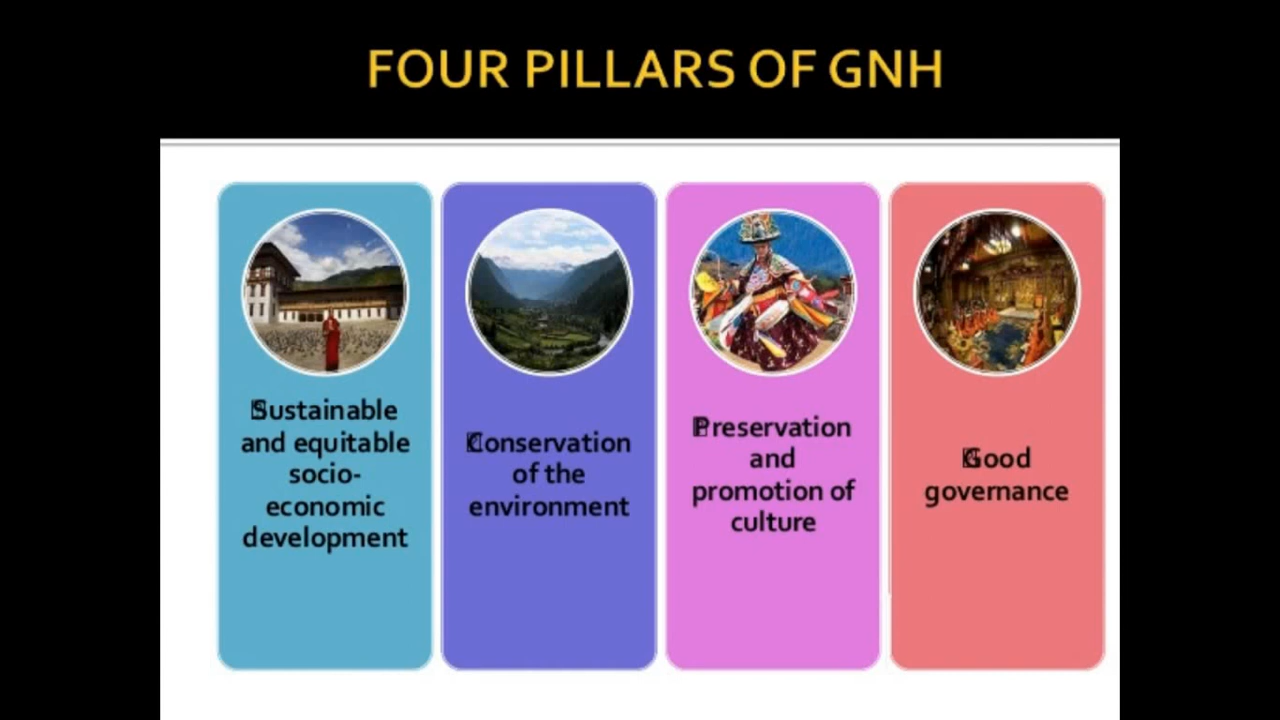 FOUR PILLARS OF GNH
Sustainable
and equitable
socio-
economic
development
Conservation
of the
environment
Preservation
and
promotion of
culture
Good
governance